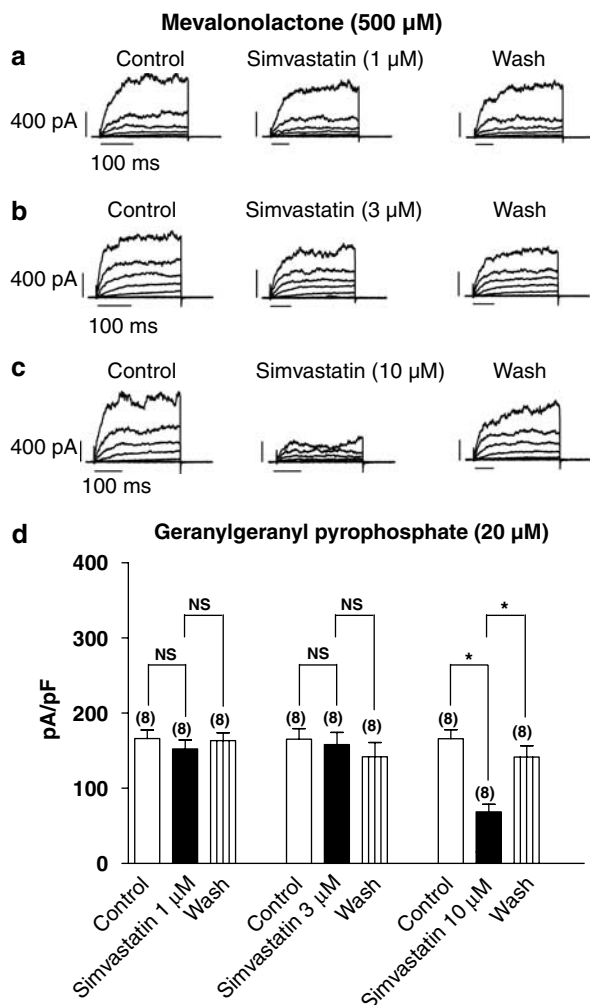 Mevalonolactone (500 µM)
a
Control
Simvastatin (1 µM)
Wash
400 pA
100 ms
b
Control
Simvastatin (3 µM)
Wash
400 pA
100 ms
c
Control
Simvastatin (10 µM)
Wash
400 pA
100 ms
d
Geranylgeranyl pyrophosphate (20 µM)
400
300
200
100
0
pA/pF
NS
NS
(8)
(8)
(8)
NS
NS
(8)
(8)
(8)
*
*
(8)
(8)
(8)
Control
Simvastatin 1 µM
Wash
Control
Simvastatin 3 µM
Wash
Control
Simvastatin 10 µM
Wash